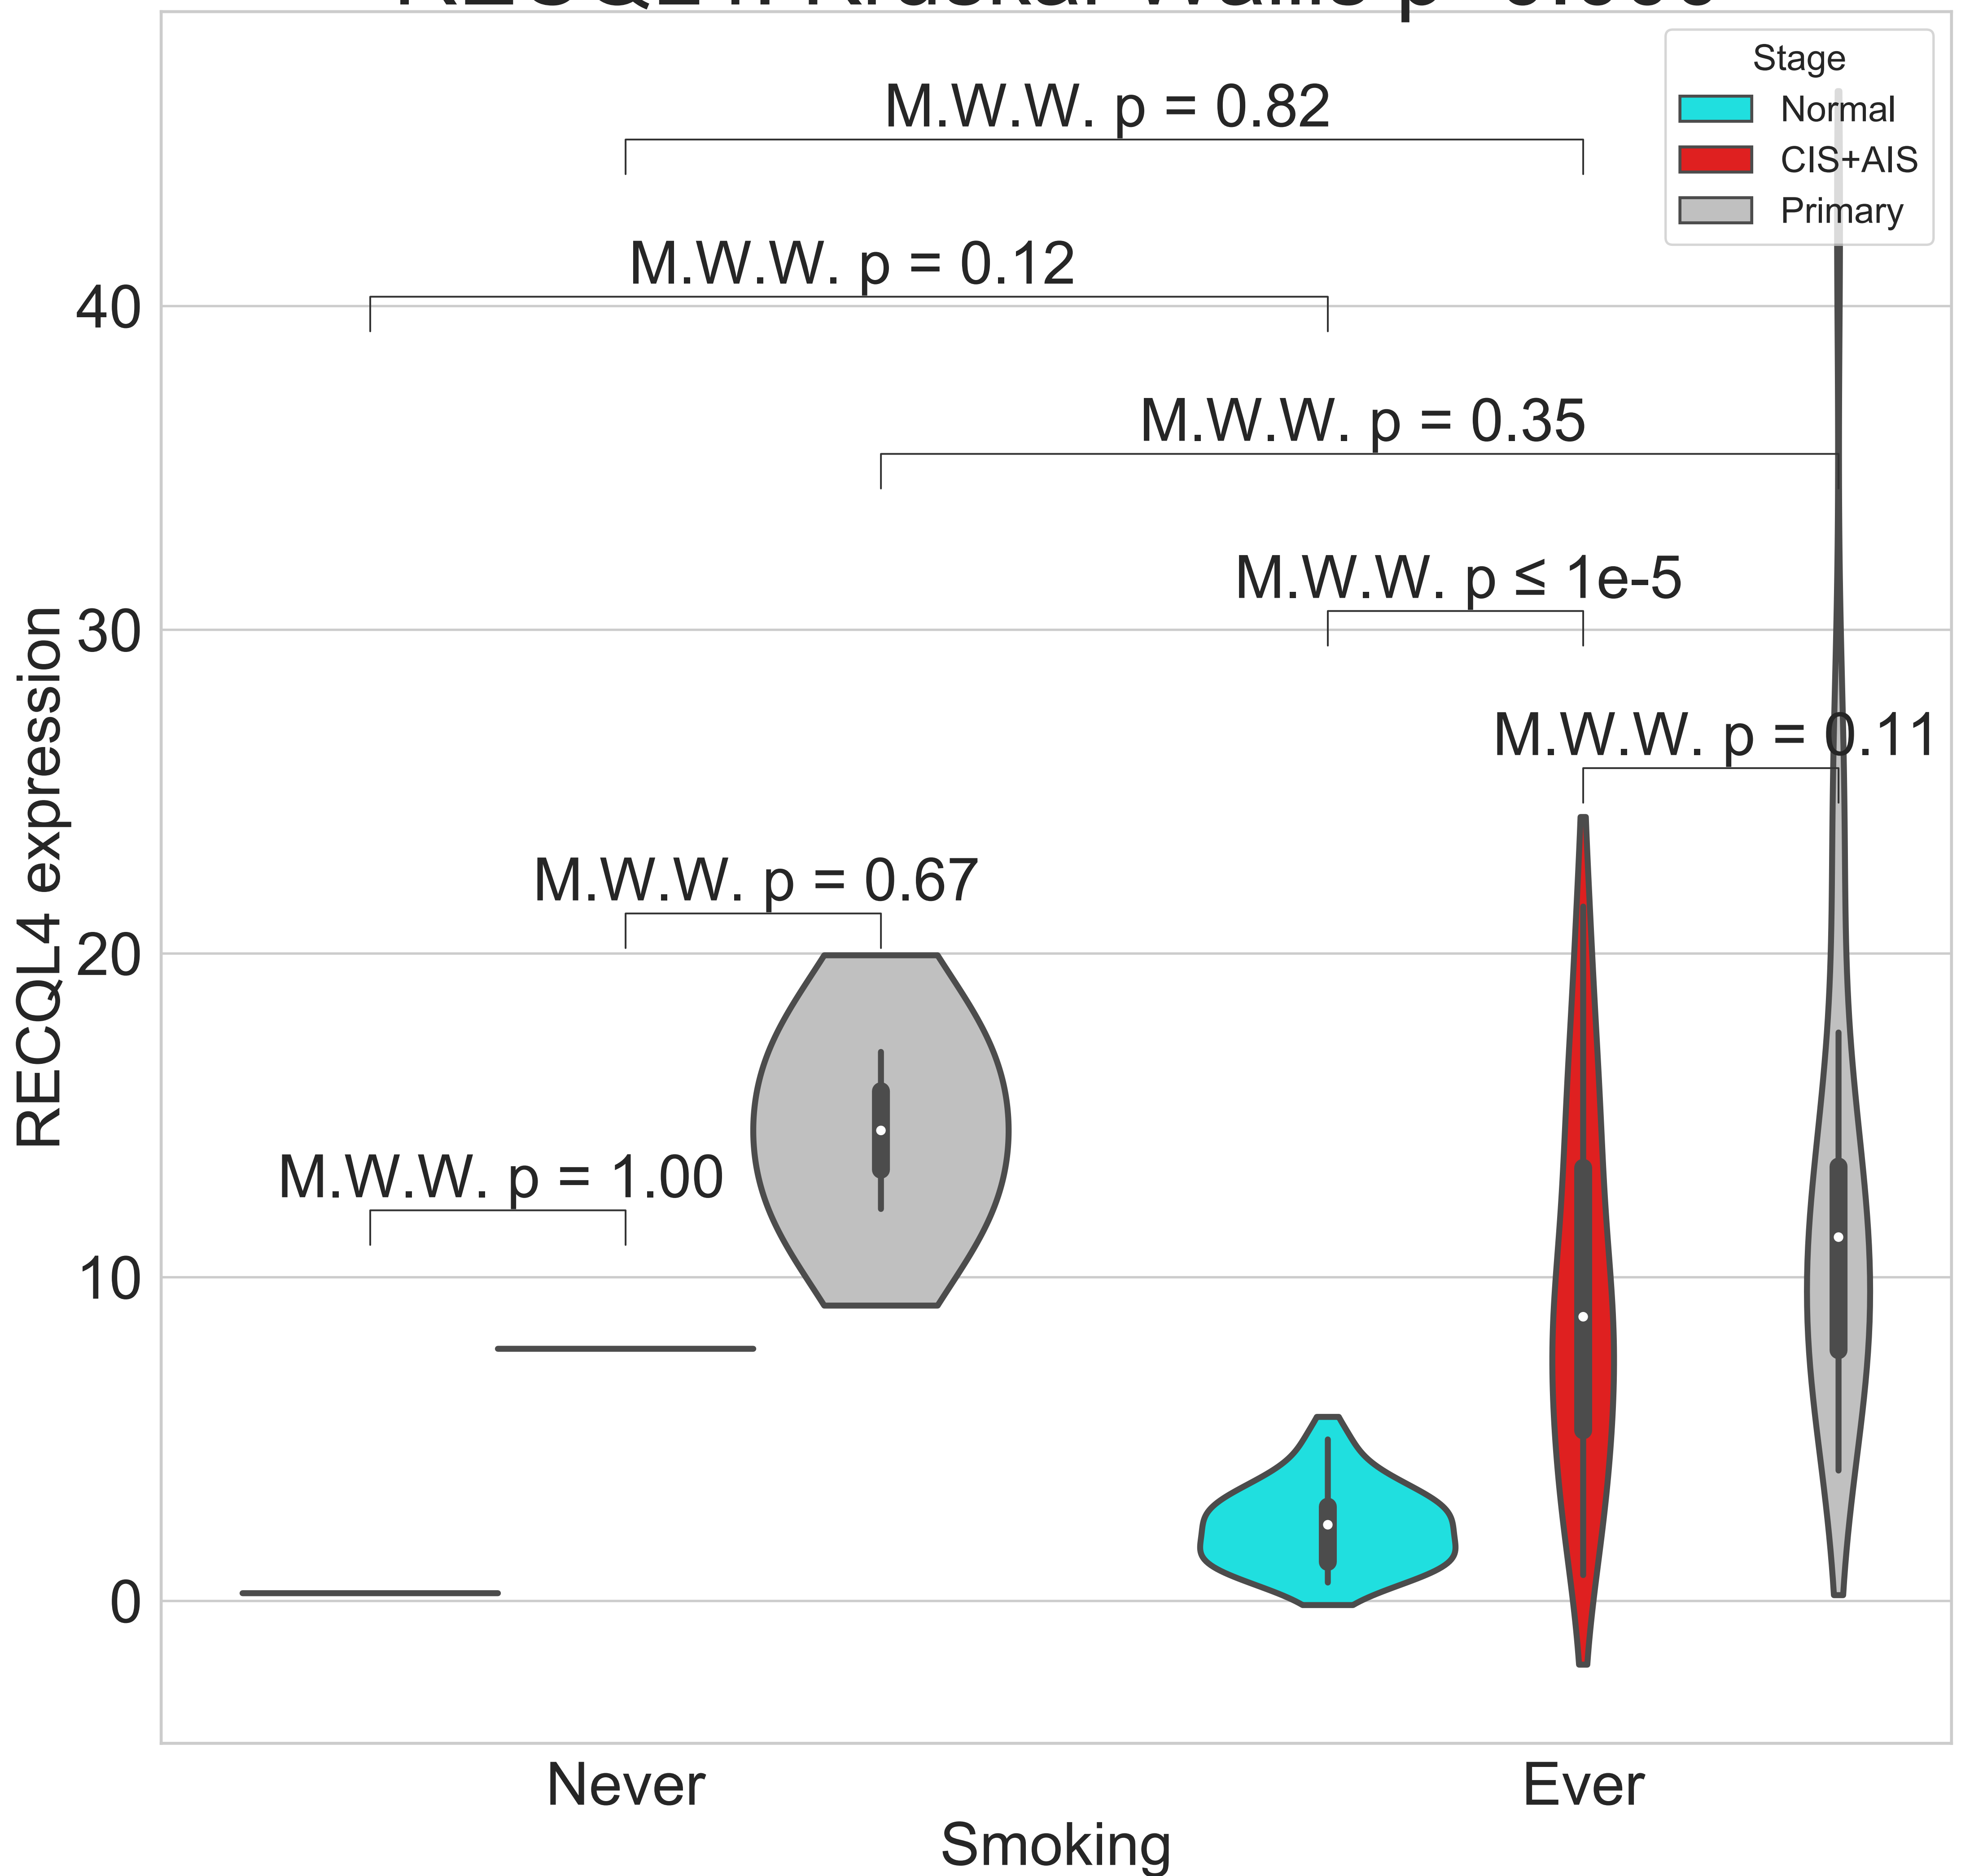 Stage
Normal
CIS+AIS
Primary
M.W.W. p = 0.82
M.W.W. p = 0.12
M.W.W. p = 0.35
M.W.W. p ≤ 1e-5
M.W.W. p = 0.11
M.W.W. p = 0.67
M.W.W. p = 1.00
40
30
20
10
0
RECQL4 expression
Never
Ever
Smoking